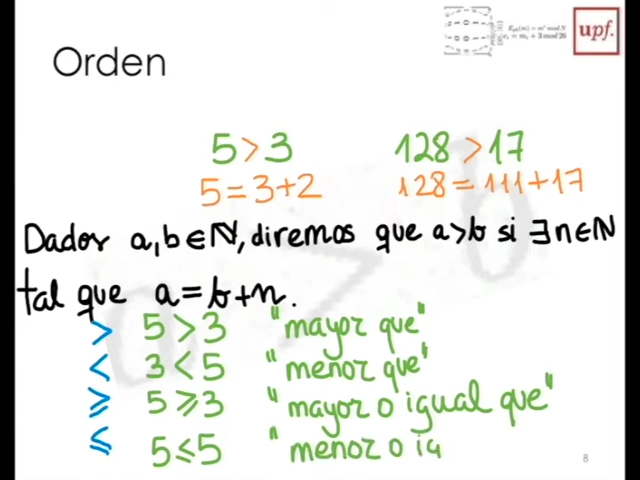 Orden
upf.
5 > 3
128 > 17
5 = 3+2
128 = 111+17
Dados a,b∈ℕ, diremos que a>b si ∃n∈ℕ
tal que a=b+n.
> 5 > 3 "mayor que"
< 3 < 5 "menor que"
≥ 5 ≥ 3 "mayor o igual que"
≤ 5 ≤ 5 "menor o ig
8